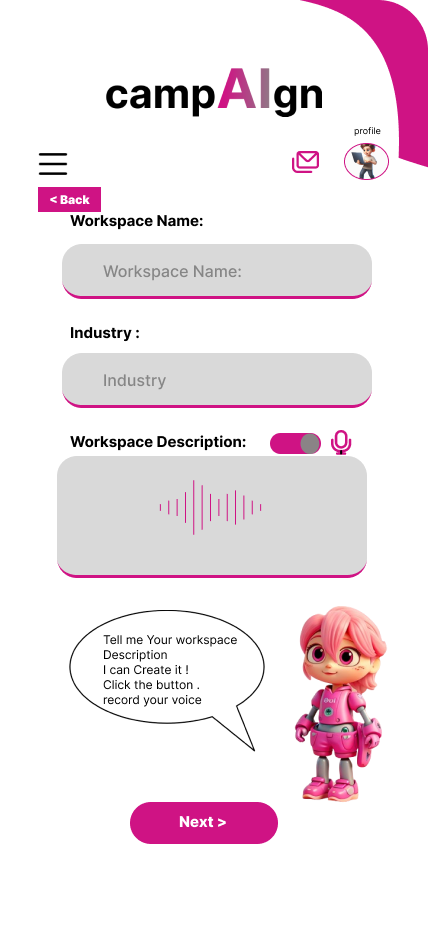 campAIgn
profile
< Back
Workspace Name:
Workspace Name:
Industry :
Industry
Workspace Description:
Tell me Your workspace
Description
I can Create it !
Click the button .
record your voice
Next >